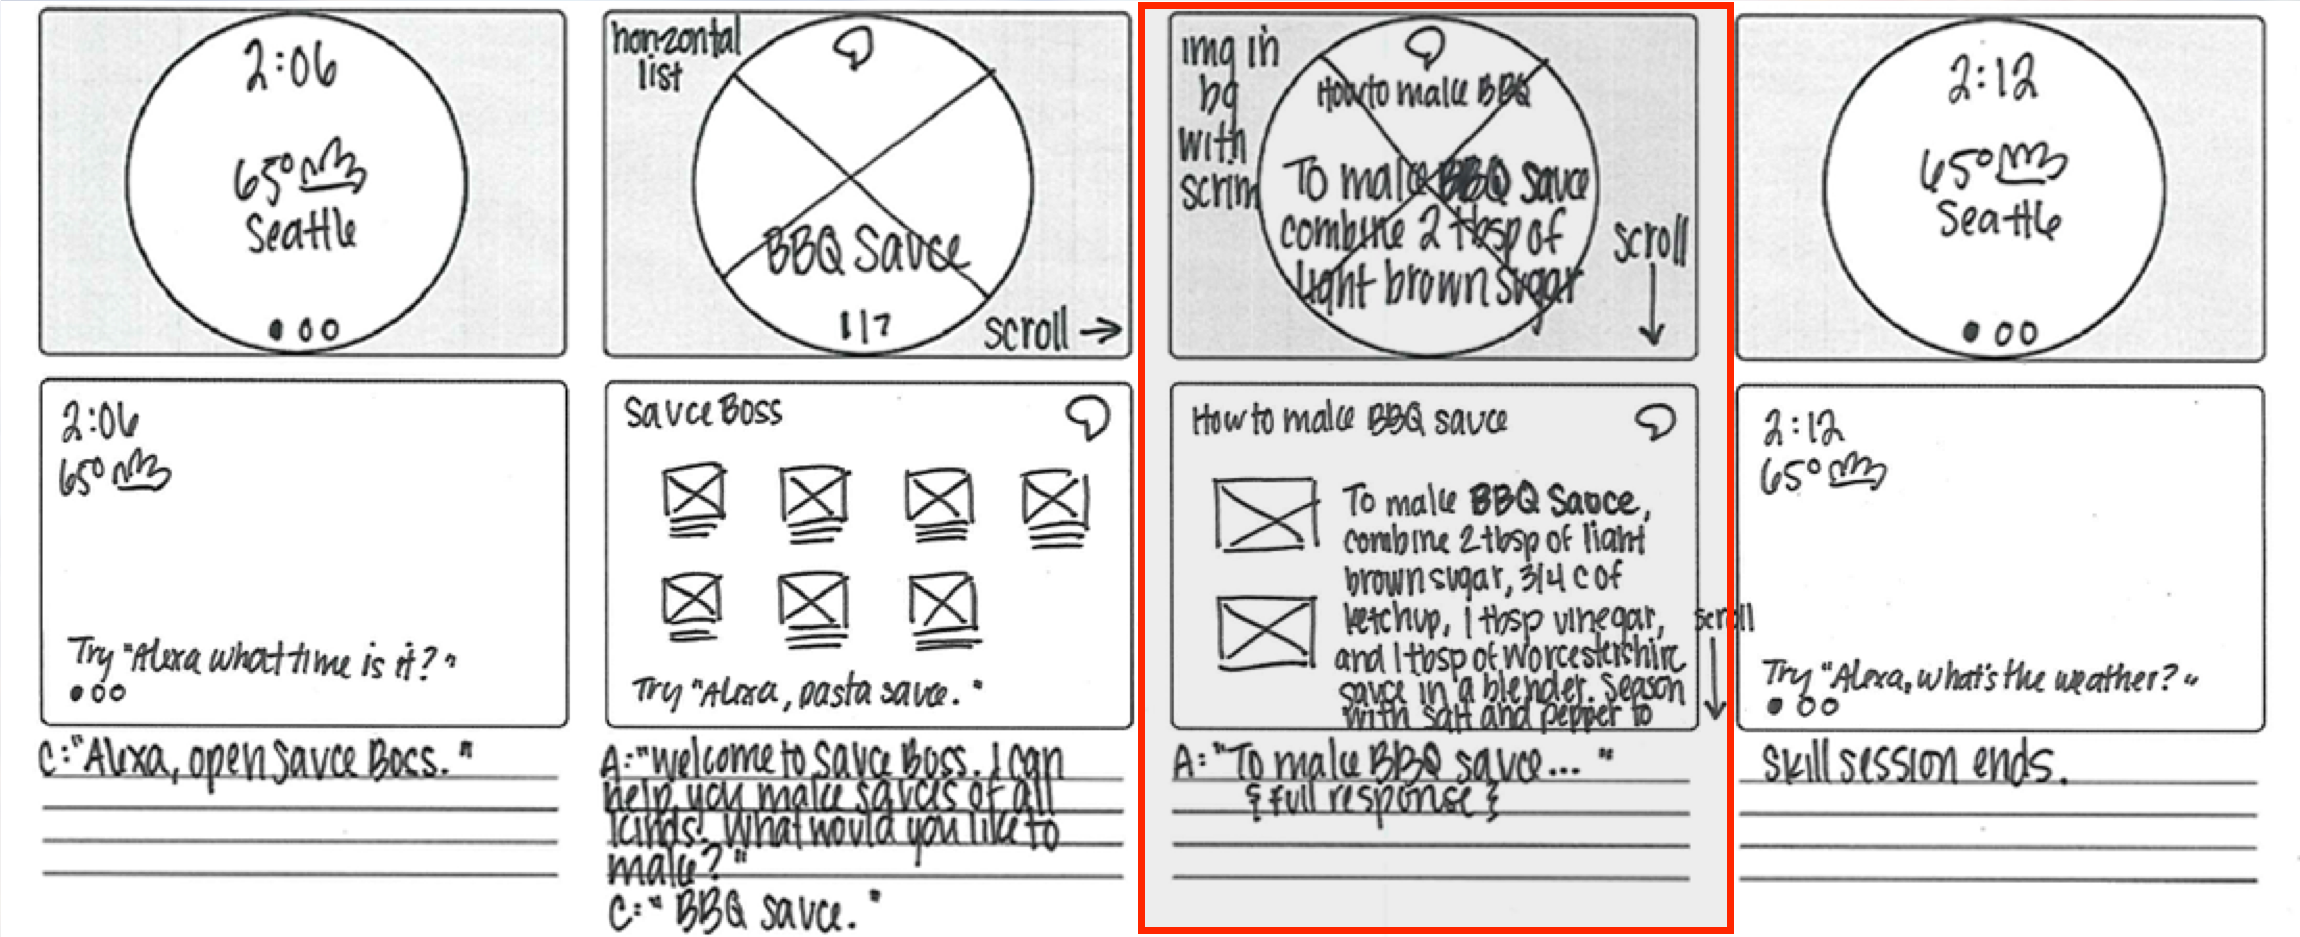 2:06
65°
Seattle
2:06
65°
Try "Alexa what time is it?"
C: "Alexa, open Sauce Boss."
horizontal
list
BBQ Sauce
1/7
scroll →
Sauce Boss
Try "Alexa, pasta sauce."
A: "Welcome to Sauce Boss. I can
help you make sauces of all
kinds. What would you like to
make?"
C: "BBQ sauce."
img in
bg
with
scrim
How to make BBQ
To make BBQ Sauce
combine 2 tbsp of
light brown sugar
scroll
How to make BBQ sauce
To make BBQ Sauce,
combine 2 tbsp of light
brown sugar, 3/4 c of
ketchup, 1 tbsp vinegar,
and 1 tbsp of Worcestershire
sauce in a blender. Season
with salt and pepper to
scroll
A: "To make BBQ sauce... "
{ full response }
2:12
65°
Seattle
2:12
65°
Try "Alexa, what's the weather?"
Skill session ends.